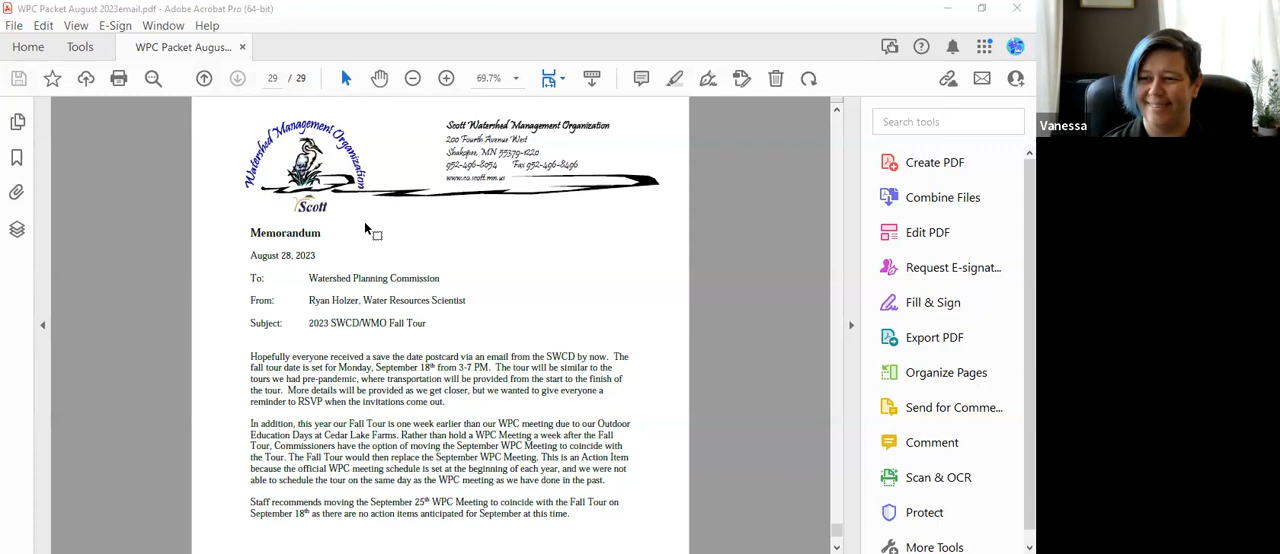 WPC Packet August 2023email.pdf - Adobe Acrobat Pro (64-bit)
File Edit View E-Sign Window Help
Home Tools WPC Packet Augus... ×
29 / 29 69.7%
Vanessa
Watershed Management Organization
Scott
Scott Watershed Management Organization
200 Fourth Avenue West
Shakopee, MN 55379-1220
952-496-8054 Fax 952-496-8496
www.co.scott.mn.us
Memorandum
August 28, 2023
To: Watershed Planning Commission
From: Ryan Holzer, Water Resources Scientist
Subject: 2023 SWCD/WMO Fall Tour
Hopefully everyone received a save the date postcard via an email from the SWCD by now. The
fall tour date is set for Monday, September 18th from 3-7 PM. The tour will be similar to the
tours we had pre-pandemic, where transportation will be provided from the start to the finish of
the tour. More details will be provided as we get closer, but we wanted to give everyone a
reminder to RSVP when the invitations come out.
In addition, this year our Fall Tour is one week earlier than our WPC meeting due to our Outdoor
Education Days at Cedar Lake Farms. Rather than hold a WPC Meeting a week after the Fall
Tour, Commissioners have the option of moving the September WPC Meeting to coincide with
the Tour. The Fall Tour would then replace the September WPC Meeting. This is an Action Item
because the official WPC meeting schedule is set at the beginning of each year, and we were not
able to schedule the tour on the same day as the WPC meeting as we have done in the past.
Staff recommends moving the September 25th WPC Meeting to coincide with the Fall Tour on
September 18th as there are no action items anticipated for September at this time.
Search tools
Create PDF
Combine Files
Edit PDF
Request E-signat...
Fill & Sign
Export PDF
Organize Pages
Send for Comme...
Comment
Scan & OCR
Protect
More Tools